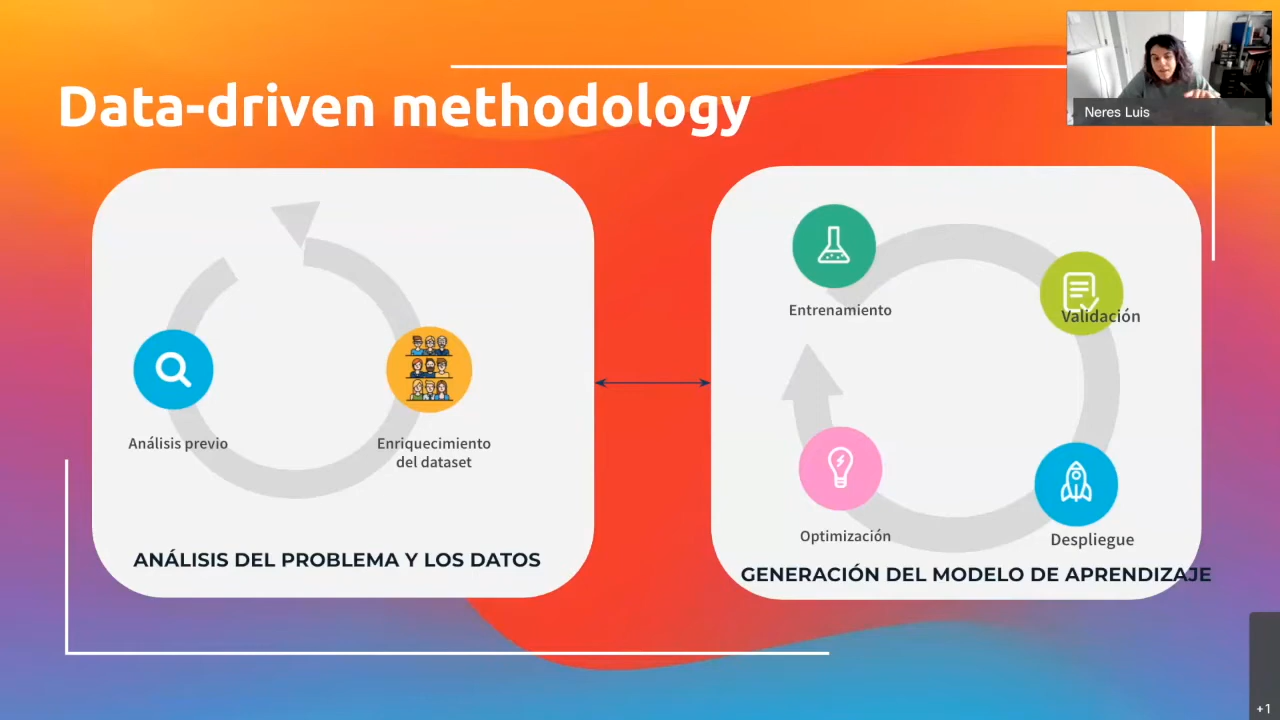 Data-driven methodology
Neres Luis
Análisis previo
Enriquecimiento
del dataset
ANÁLISIS DEL PROBLEMA Y LOS DATOS
Entrenamiento
Validación
Optimización
Despliegue
GENERACIÓN DEL MODELO DE APRENDIZAJE
+1